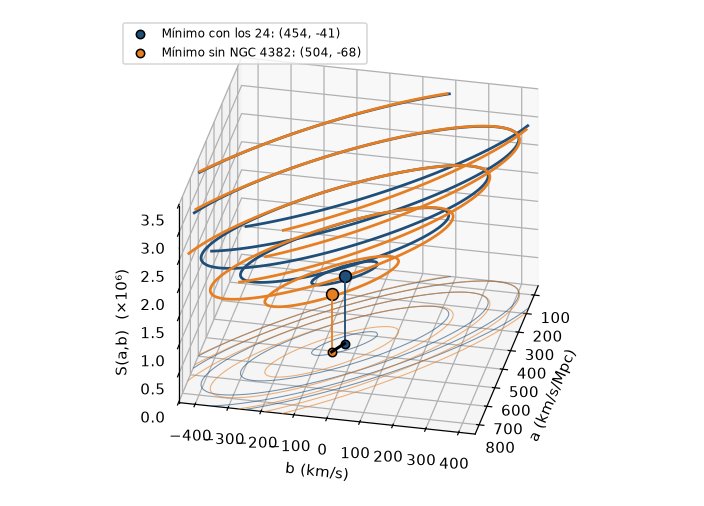 Mínimo con los 24: (454, -41)
Mínimo sin NGC 4382: (504, -68)
3.5
3.0
2.5
2.0
1.5
1.0
0.5
0.0
S(a,b) (×10⁶)
100
200
300
400
500
600
700
800
a (km/s/Mpc)
−400 −300 −200 −100 0 100 200 300 400
b (km/s)